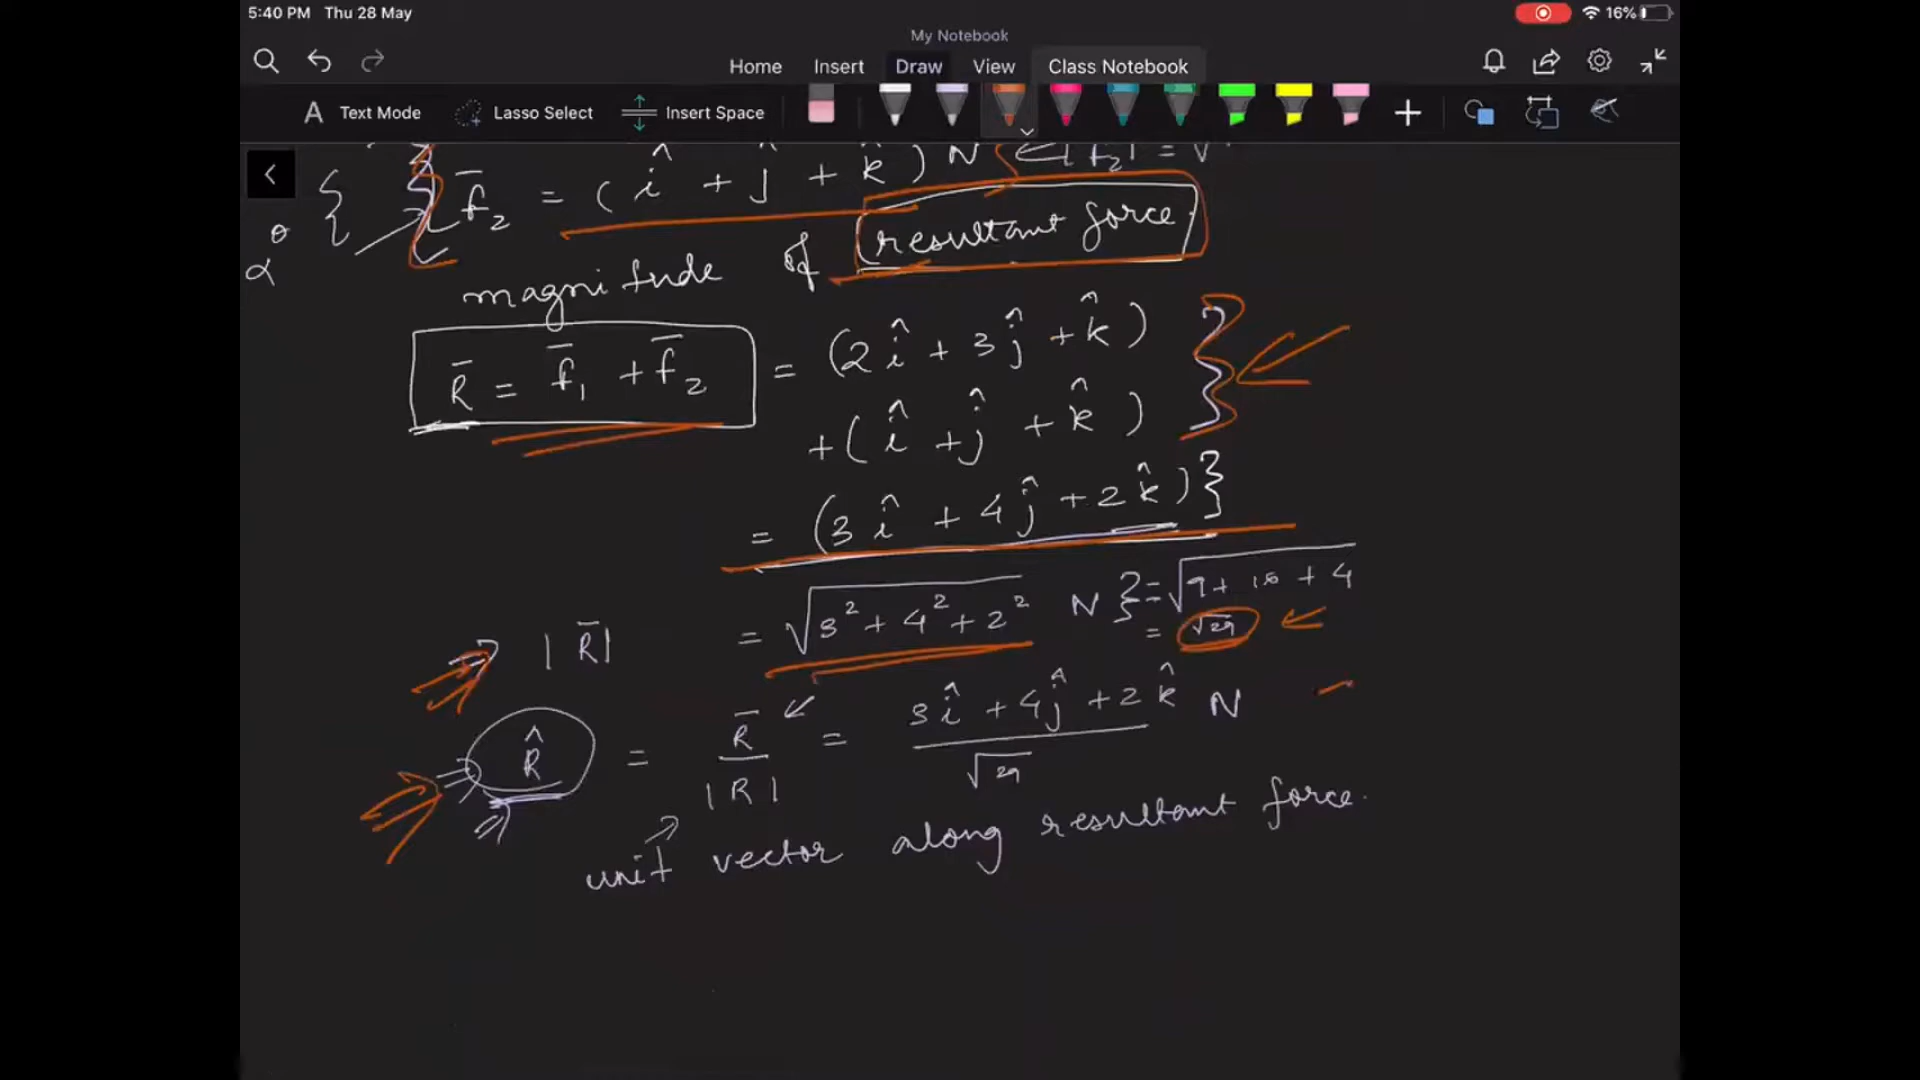 5:40 PM Thu 28 May
16%
My Notebook
Home Insert Draw View Class Notebook
A Text Mode Lasso Select Insert Space
f̄₂ = (î + ĵ + k̂) N ← |f₂| = √
θ
α
magnitude of resultant force
R̄ = f̄₁ + f̄₂ = (2î + 3ĵ + k̂)
+(î + ĵ + k̂)
= (3î + 4ĵ + 2k̂)}
|R̄| = √3² + 4² + 2² N } = √9 + 16 + 4
= √29
R̂ = R̄ / |R| = 3î + 4ĵ + 2k̂ / √29 N
unit vector along resultant force.